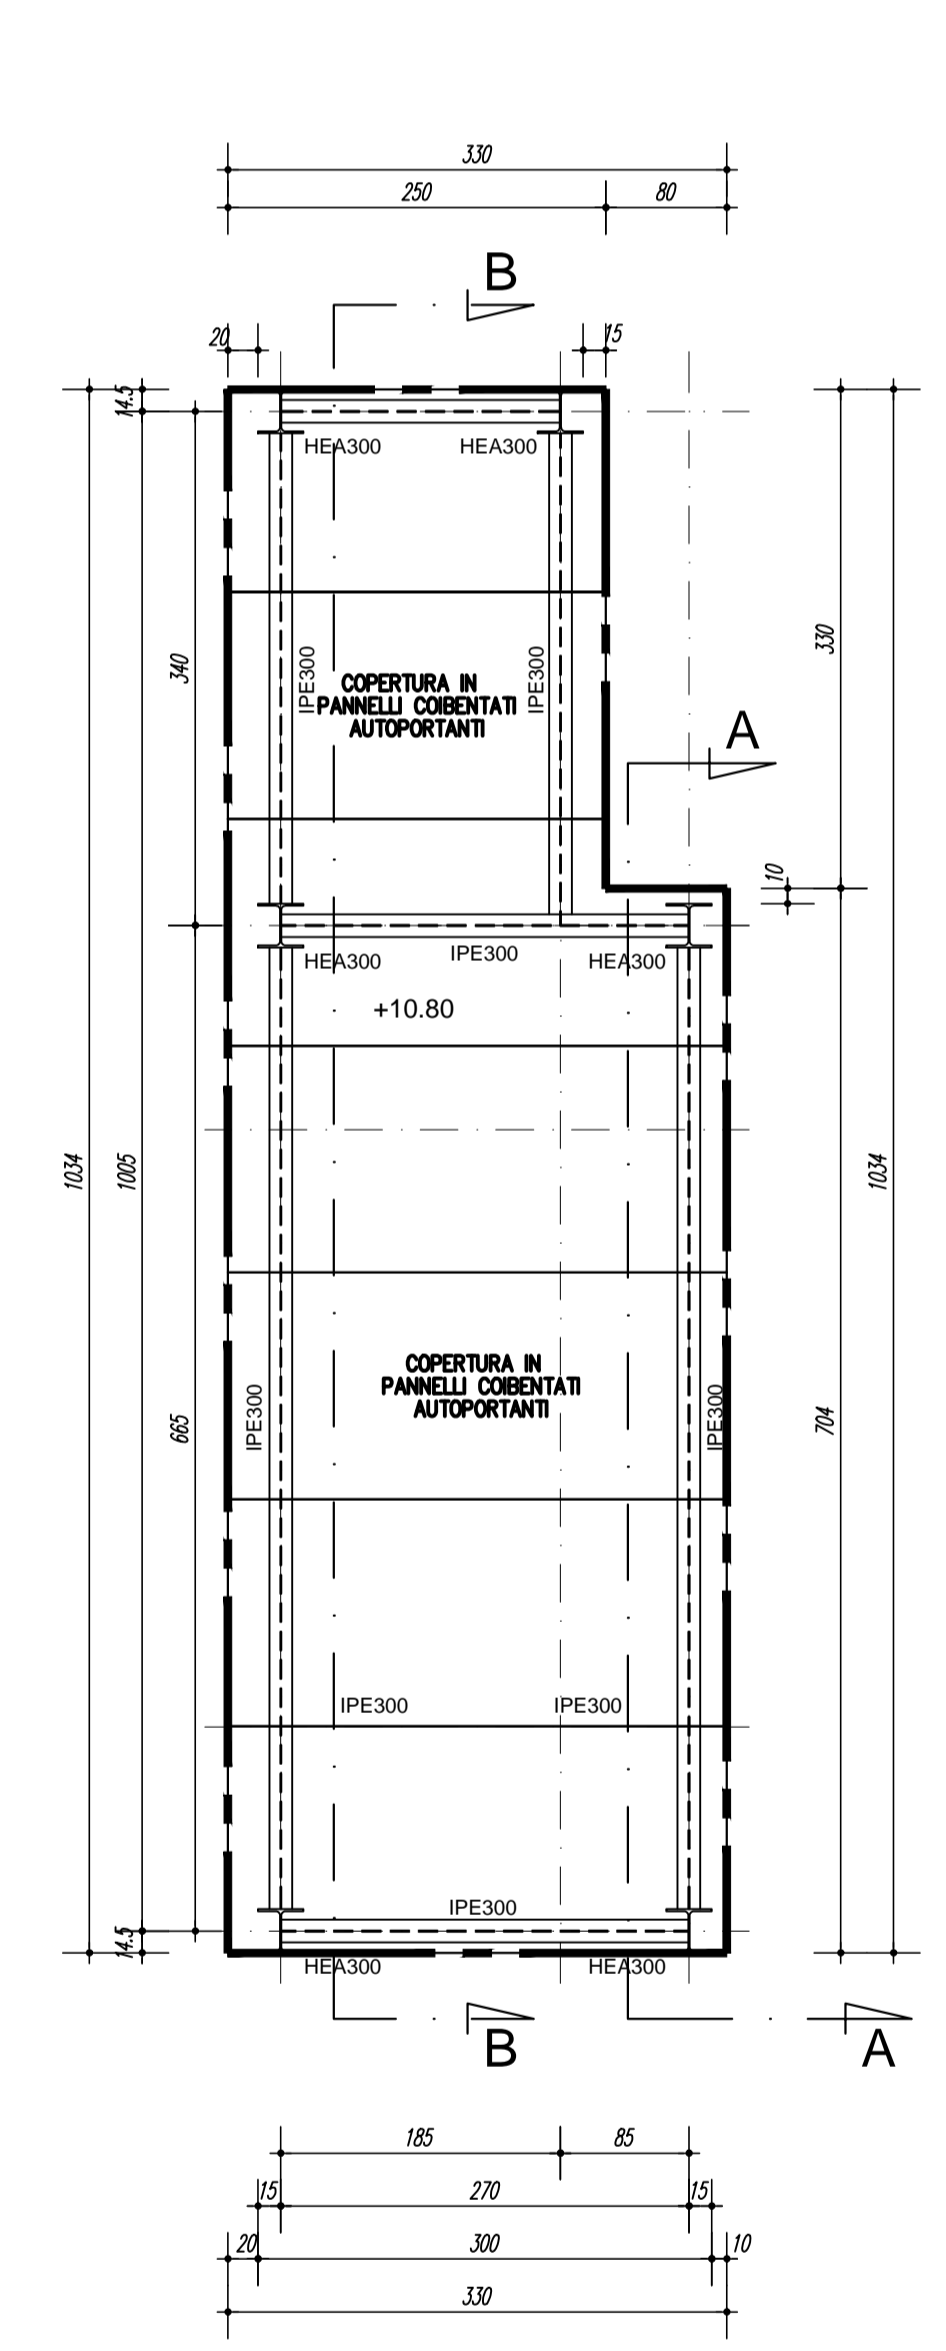 330
250
80
B
20
15
14.5
HEA300
HEA300
340
330
IPE300
IPE300
COPERTURA IN
PANNELLI COIBENTATI
AUTOPORTANTI
A
10
HEA300
IPE300
HEA300
+10.80
1034
1005
1034
COPERTURA IN
PANNELLI COIBENTATI
AUTOPORTANTI
665
IPE300
IPE300
704
IPE300
IPE300
IPE300
14.5
HEA300
HEA300
B
A
185
85
15
270
15
20
300
10
330